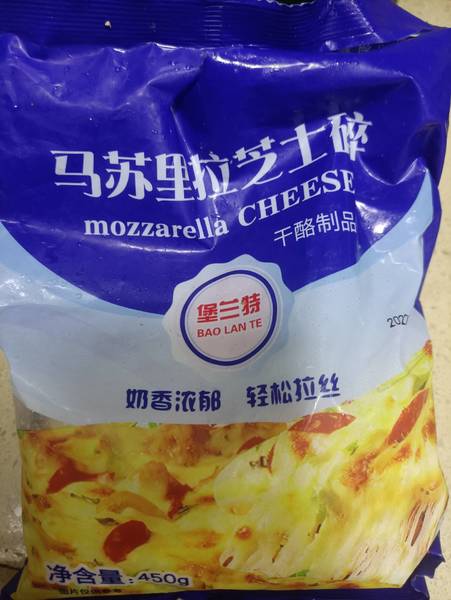 马苏里拉芝士碎
mozzarella CHEESE
干酪制品
堡兰特
BAO LAN TE
奶香浓郁 轻松拉丝
净含量:450g